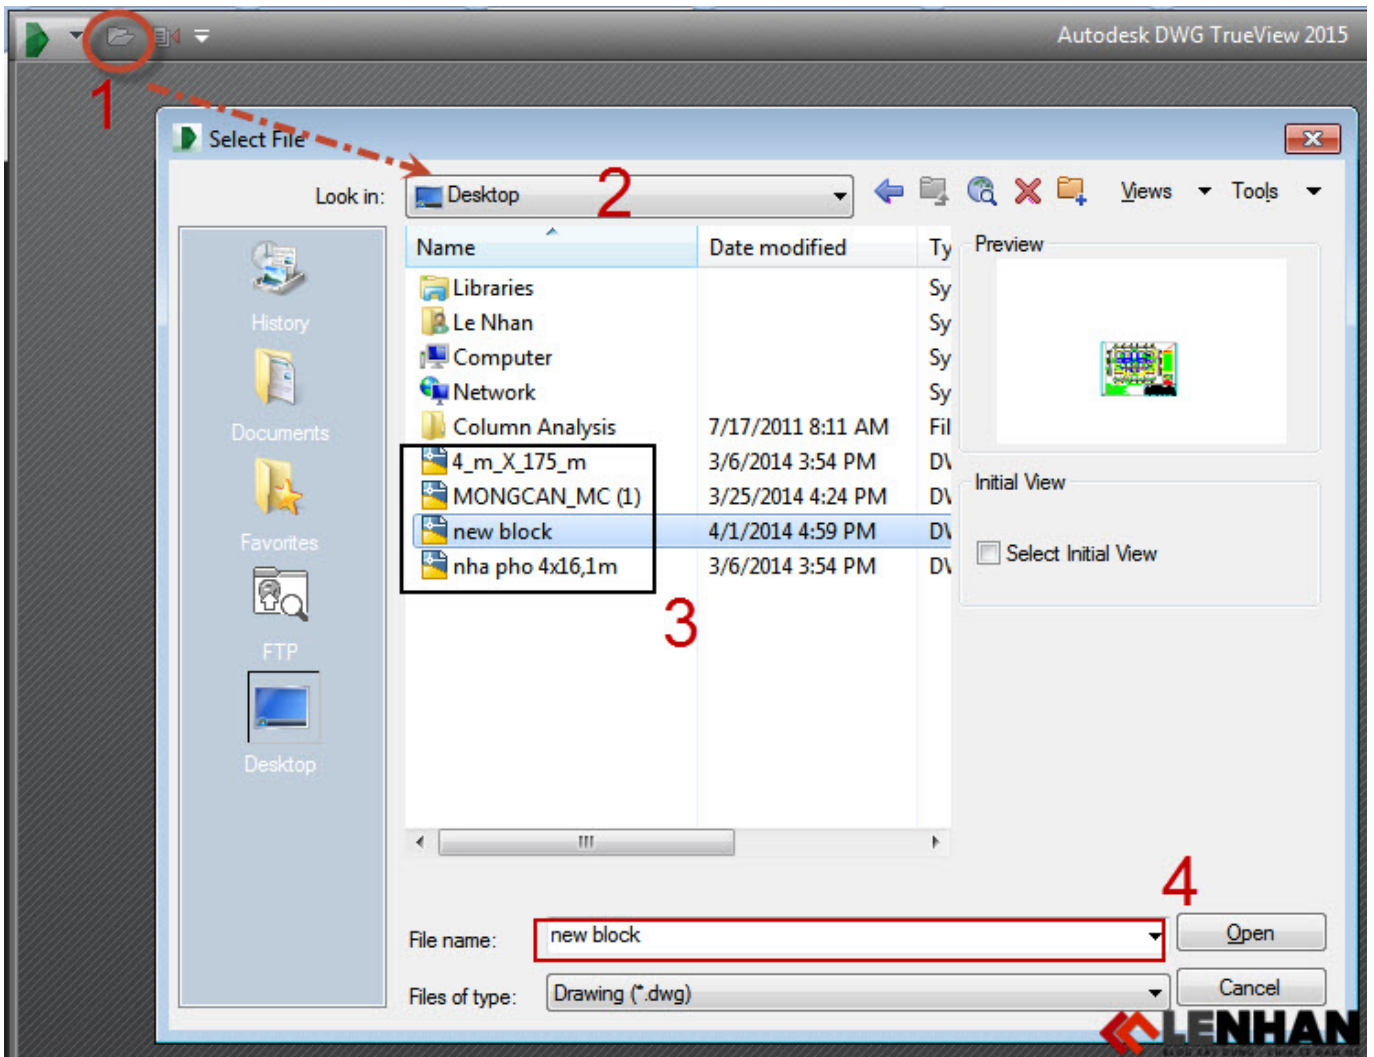 Autodesk DWG TrueView 2015
1
Select File
Look in:
Desktop
2
Views
Tools
Name
Date modified
Ty
Preview
Libraries
Sy
History
Le Nhan
Sy
Computer
Sy
Network
Sy
Documents
Column Analysis
7/17/2011 8:11 AM
Fil
4_m_X_175_m
3/6/2014 3:54 PM
DV
Initial View
MONGCAN_MC (1)
3/25/2014 4:24 PM
DV
Favorites
new block
4/1/2014 4:59 PM
DV
Select Initial View
nha pho 4x16,1m
3/6/2014 3:54 PM
DV
3
FTP
Desktop
4
File name:
new block
Open
Files of type:
Drawing (*.dwg)
Cancel
LENHAN